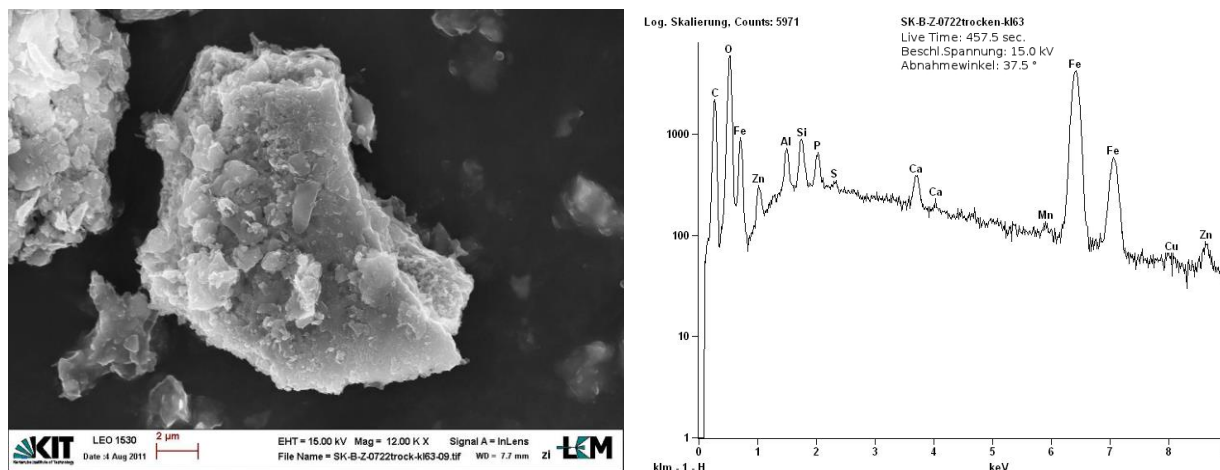 KIT
LEO 1530
Date :4 Aug 2011
2 µm
EHT = 15.00 kV Mag = 12.00 K X Signal A = InLens
File Name = SK-B-Z-0722trock-kl63-09.tif WD = 7.7 mm zi
Log. Skalierung, Counts: 5971
SK-B-Z-0722trocken-kl63
Live Time: 457.5 sec.
Beschl.Spannung: 15.0 kV
Abnahmewinkel: 37.5 °
O
Fe
C
1000
Fe
Al
Si
P
Fe
Zn
S
Ca
Ca
Mn
Cu
Zn
100
10
1
0 1 2 3 4 5 6 7 8
klm - 1 - H
keV